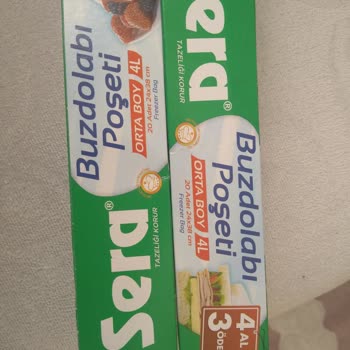 Sera®
TAZELİĞİ KORUR
Buzdolabı
Poşeti
ORTA BOY 4L
20 Adet 24x38 cm
Freezer Bag
Sera®
TAZELİĞİ KORUR
Buzdolabı
Poşeti
ORTA BOY 4L
20 Adet 24x38 cm
Freezer Bag
4 AL
3 ÖDE